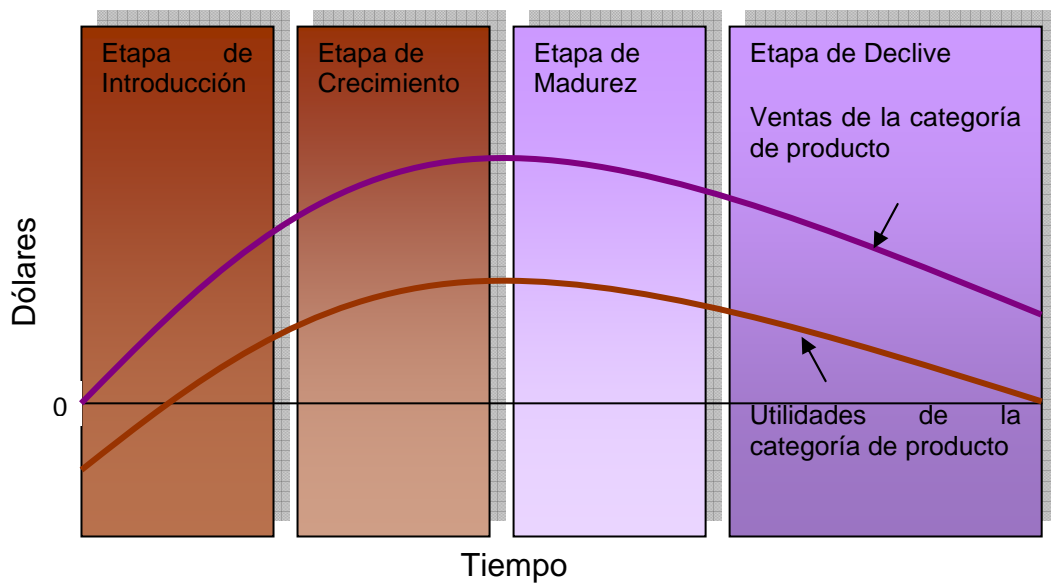 Etapa de
Introducción
Etapa de
Crecimiento
Etapa de
Madurez
Etapa de Declive
Ventas de la categoría
de producto
Dólares
0
Utilidades de la
categoría de producto
Tiempo